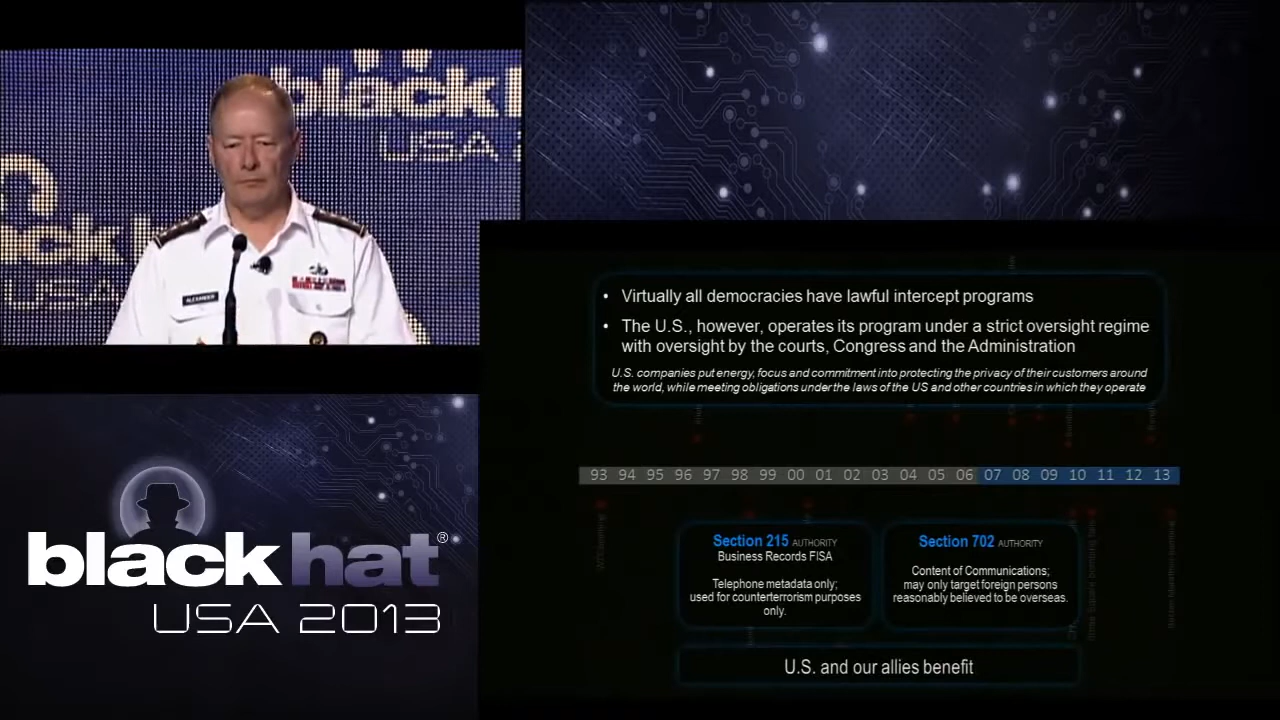 black h
USA 2
ck h
USA
ALEXANDER
blackhat®
USA 2013
• Virtually all democracies have lawful intercept programs
• The U.S., however, operates its program under a strict oversight regime
with oversight by the courts, Congress and the Administration
U.S. companies put energy, focus and commitment into protecting the privacy of their customers around
the world, while meeting obligations under the laws of the US and other countries in which they operate
93 94 95 96 97 98 99 00 01 02 03 04 05 06 07 08 09 10 11 12 13
Section 215 AUTHORITY
Business Records FISA
Telephone metadata only;
used for counterterrorism purposes
only.
Section 702 AUTHORITY
Content of Communications;
may only target foreign persons
reasonably believed to be overseas.
U.S. and our allies benefit